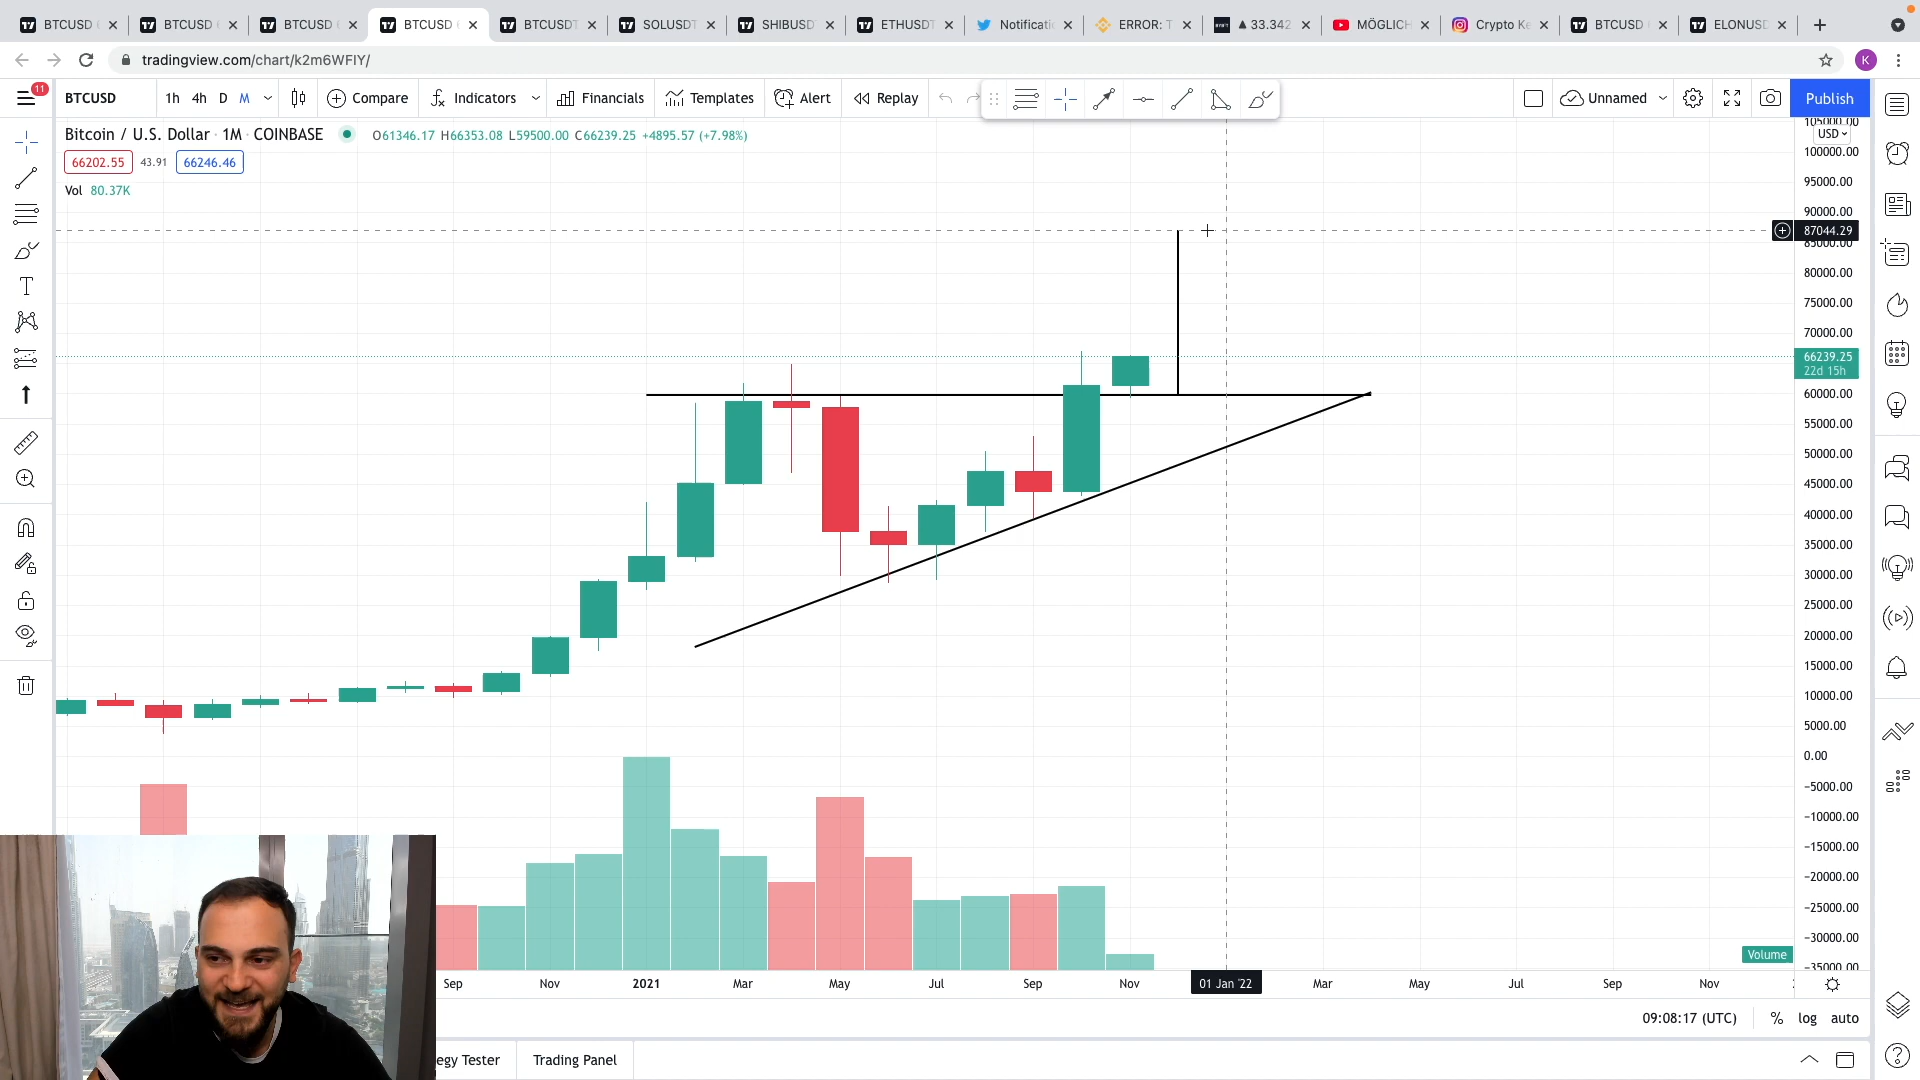 BTCUSD
BTCUSD
BTCUSD
BTCUSD
BTCUSDT
SOLUSDT
SHIBUSD
ETHUSDT
Notificati
ERROR: T
▲ 33.342
MÖGLICH
Crypto Ke
BTCUSD
ELONUSD
tradingview.com/chart/k2m6WFIY/
K
11
BTCUSD
1h 4h D M
Compare
Indicators
Financials
Templates
Alert
Replay
Unnamed
Publish
Bitcoin / U.S. Dollar · 1M · COINBASE
O61346.17 H66353.08 L59500.00 C66239.25 +4895.57 (+7.98%)
66202.55 43.91 66246.46
Vol 80.37K
105000.00
USD
100000.00
95000.00
90000.00
87044.29
85000.00
80000.00
75000.00
70000.00
66239.25
22d 15h
60000.00
55000.00
50000.00
45000.00
40000.00
35000.00
30000.00
25000.00
20000.00
15000.00
10000.00
5000.00
0.00
−5000.00
−10000.00
−15000.00
−20000.00
−25000.00
−30000.00
Volume
−35000.00
Sep Nov 2021 Mar May Jul Sep Nov 01 Jan '22 Mar May Jul Sep Nov
09:08:17 (UTC) % log auto
egy Tester
Trading Panel